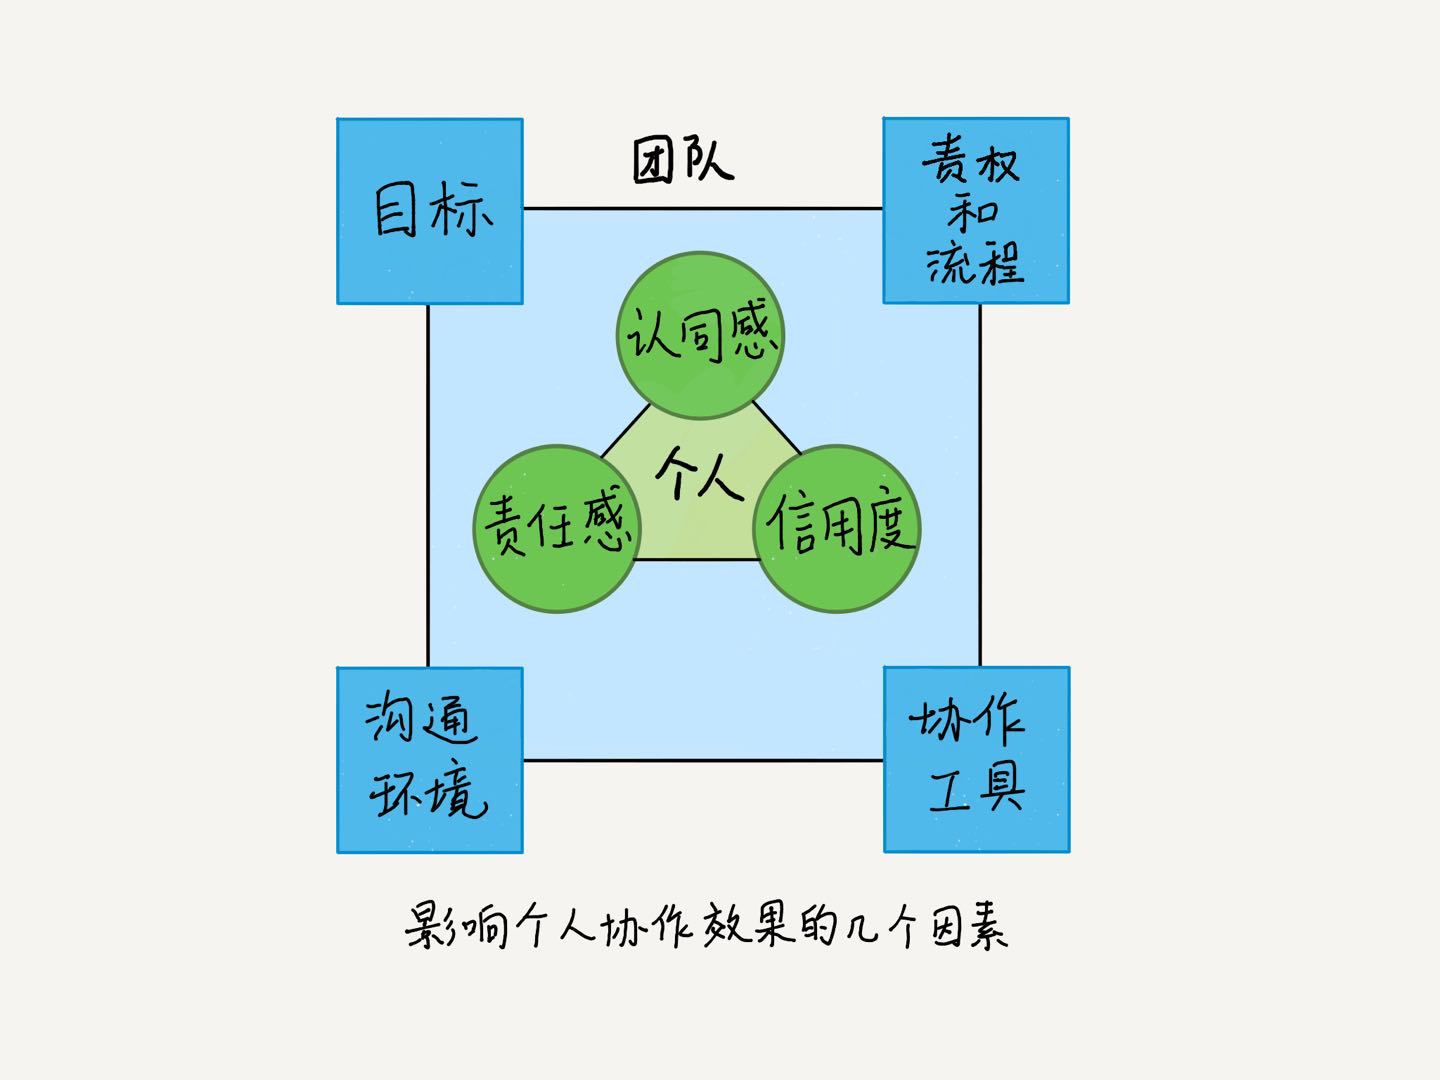 团队
目标
责权
和
流程
认同感
个人
责任感
信用度
沟通
环境
协作
工具
影响个人协作效果的几个因素